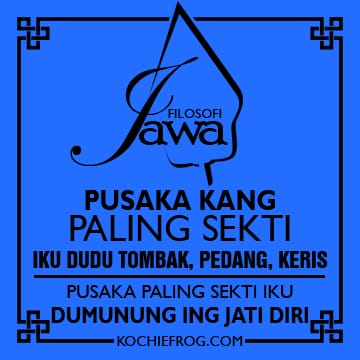 FILOSOFI
Jawa
PUSAKA KANG
PALING SEKTI
IKU DUDU TOMBAK, PEDANG, KERIS
PUSAKA PALING SEKTI IKU
DUMUNUNG ING JATI DIRI
KOCHIEFROG.COM